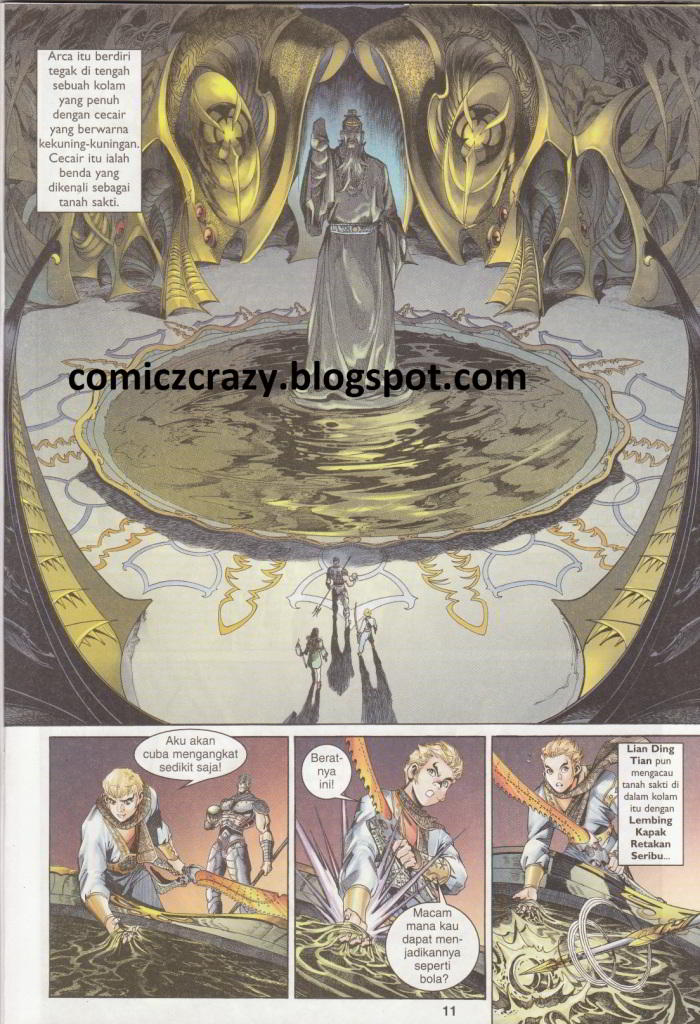 Arca itu berdiri
tegak di tengah
sebuah kolam
yang penuh
dengan cecair
yang berwarna
kekuning-kuningan.
Cecair itu ialah
benda yang
dikenali sebagai
tanah sakti.
comiczcrazy.blogspot.com
Aku akan
cuba mengangkat
sedikit saja!
Berat-
nya
ini!
Macam
mana kau
dapat men-
jadikannya
seperti
bola?
Lian Ding
Tian pun
mengacau
tanah sakti di
dalam kolam
itu dengan
Lembing
Kapak
Retakan
Seribu...
11